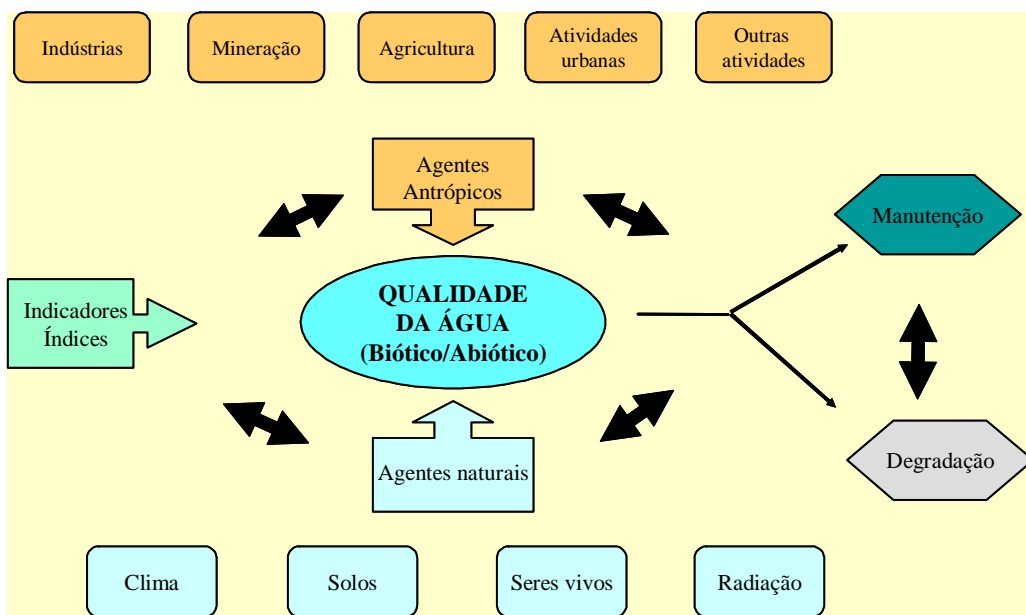 Indústrias
Mineração
Agricultura
Atividades
urbanas
Outras
atividades
Agentes
Antrópicos
Manutenção
Indicadores
Índices
QUALIDADE
DA ÁGUA
(Biótico/Abiótico)
Degradação
Agentes naturais
Clima
Solos
Seres vivos
Radiação